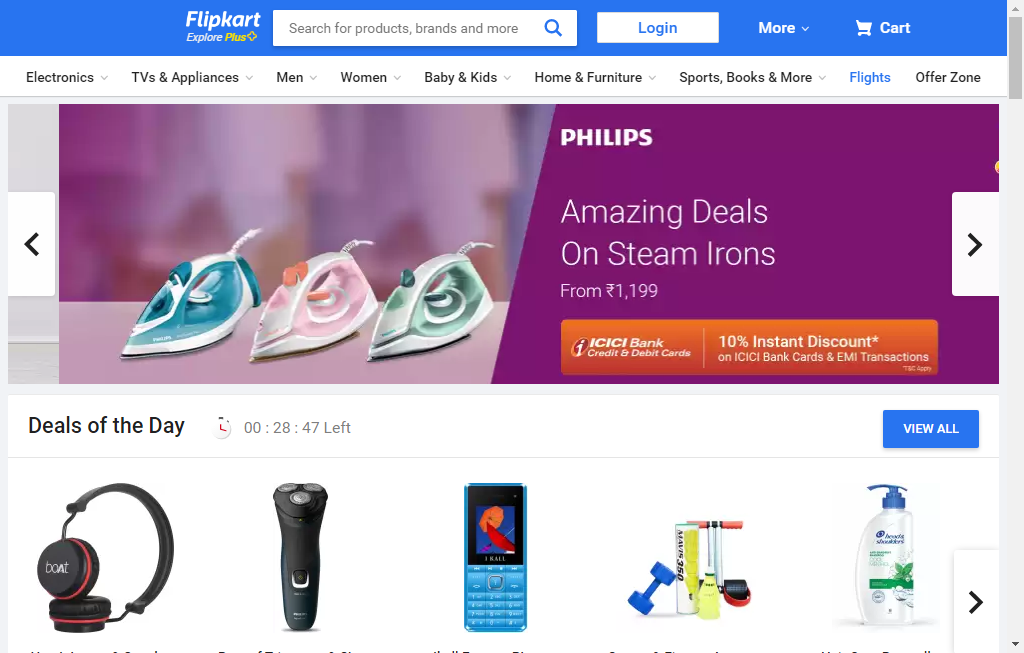 Flipkart
Explore Plus
Search for products, brands and more
Login
More
Cart
Electronics
TVs & Appliances
Men
Women
Baby & Kids
Home & Furniture
Sports, Books & More
Flights
Offer Zone
PHILIPS
Amazing Deals
On Steam Irons
From ₹1,199
ICICI Bank
Credit & Debit Cards
10% Instant Discount*
on ICICI Bank Cards & EMI Transactions
*T&C Apply
Deals of the Day
00 : 28 : 47 Left
VIEW ALL
boAt
I BALL
MAVIS 350
head &
shoulders